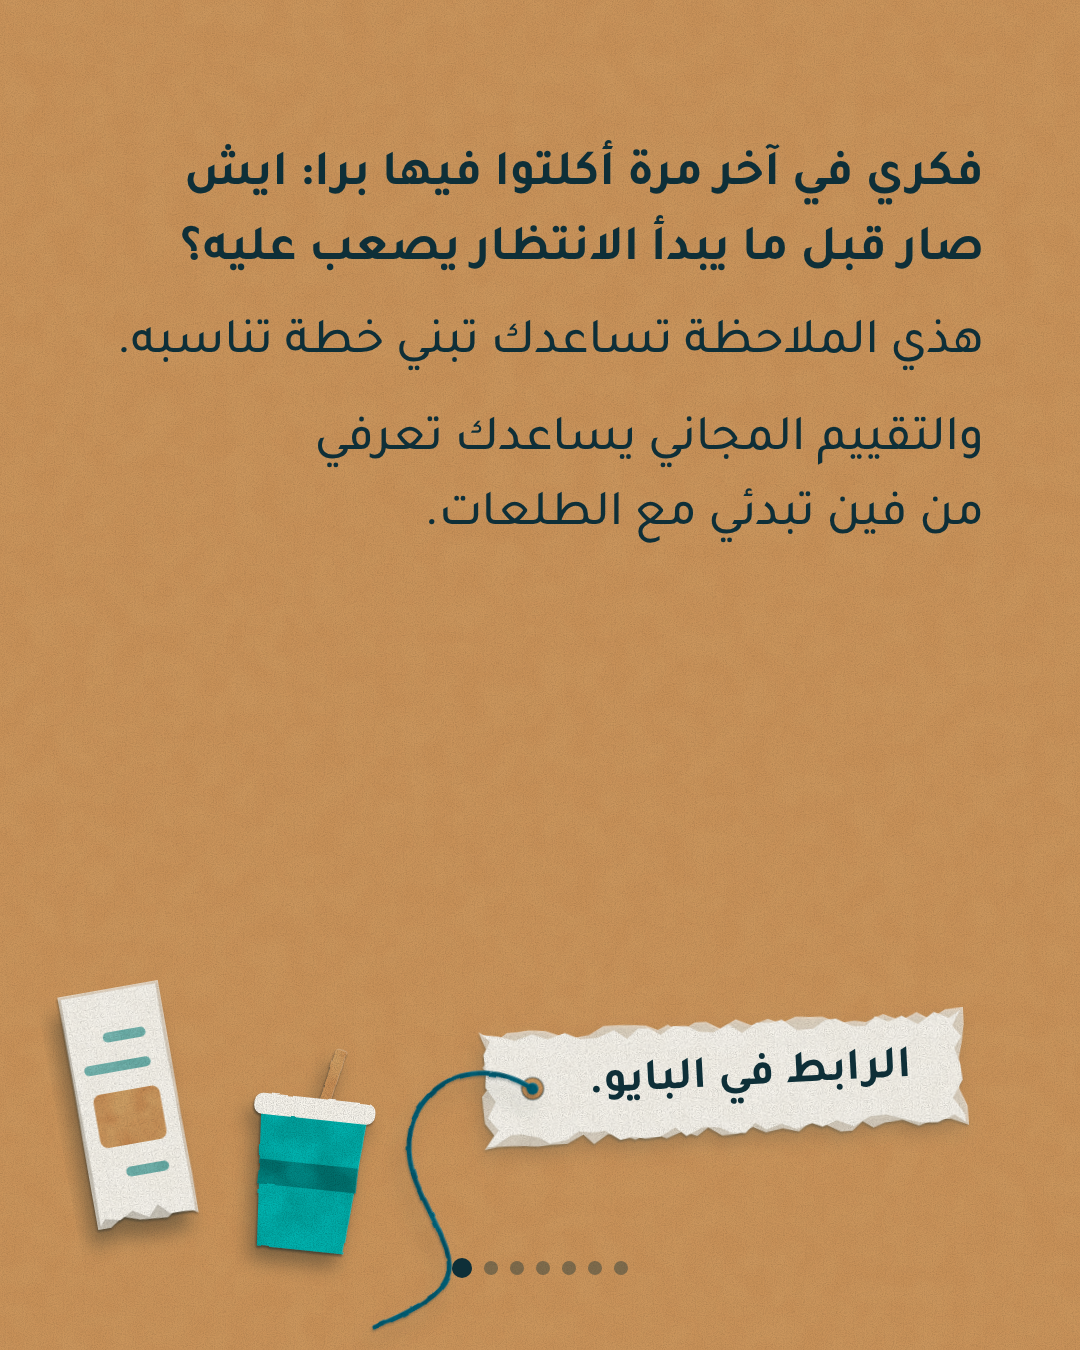 فكري في آخر مرة أكلتوا فيها برا: ايش
صار قبل ما يبدأ الانتظار يصعب عليه؟
هذي الملاحظة تساعدك تبني خطة تناسبه.
والتقييم المجاني يساعدك تعرفي
من فين تبدئي مع الطلعات.
الرابط في البايو.